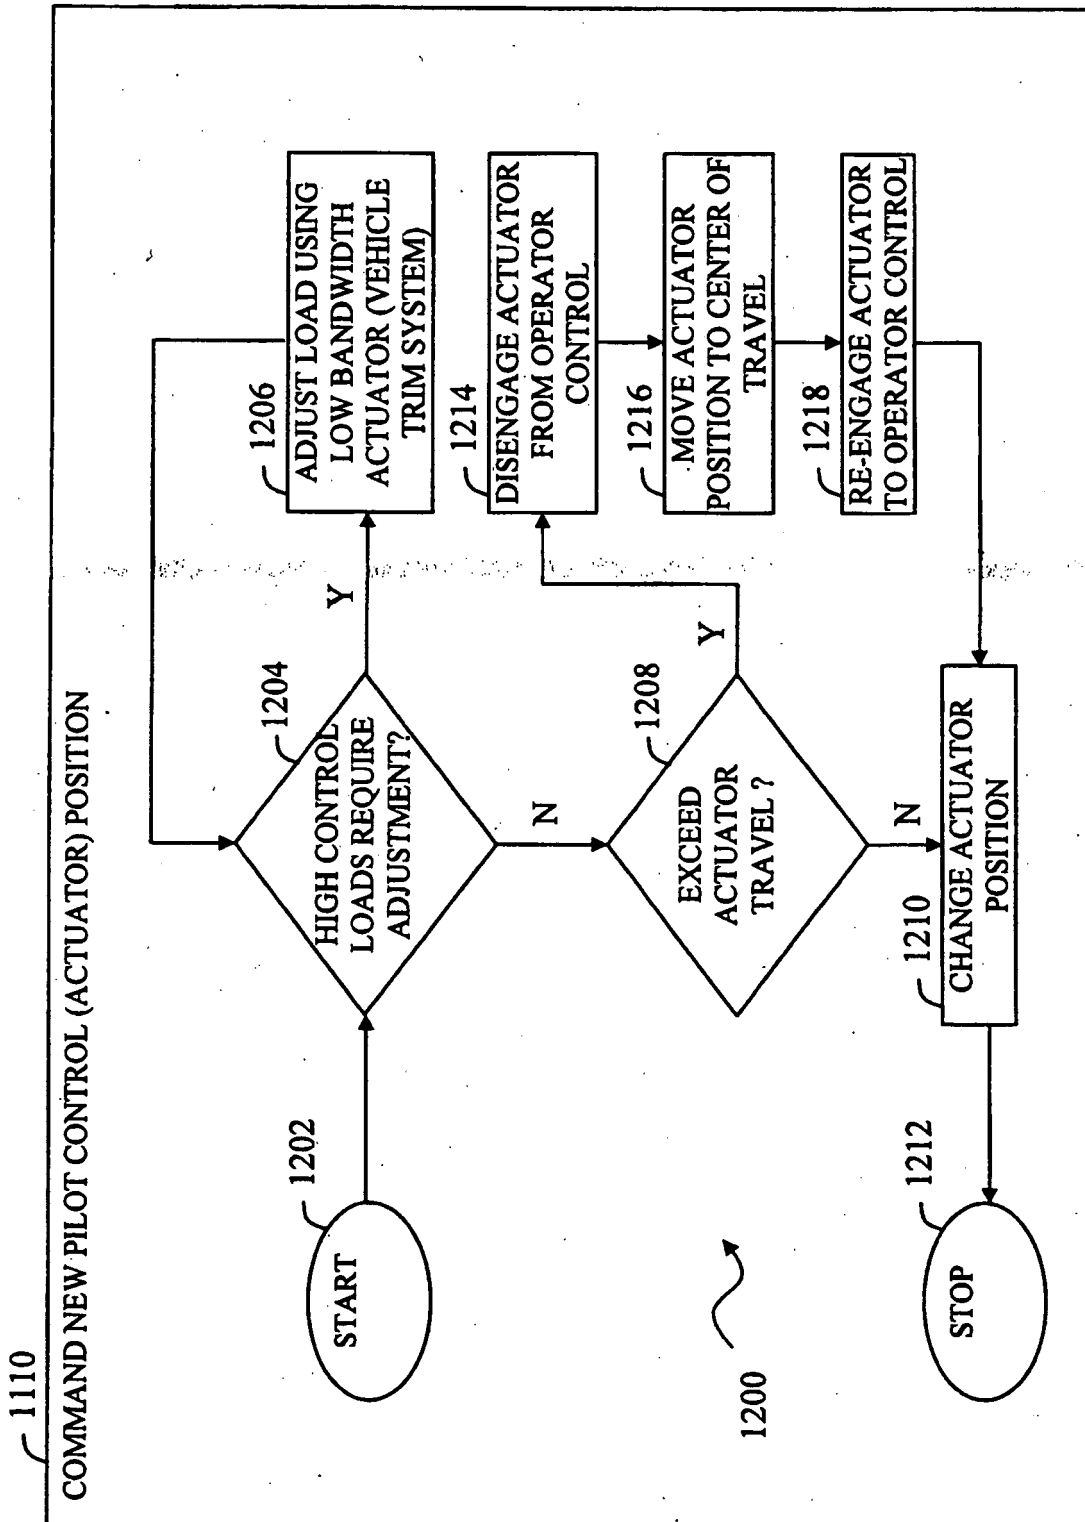 1110
COMMAND NEW PILOT CONTROL (ACTUATOR) POSITION
1202
START
1204
HIGH CONTROL
LOADS REQUIRE
ADJUSTMENT?
Y
N
1206
ADJUST LOAD USING
LOW BANDWIDTH
ACTUATOR (VEHICLE
TRIM SYSTEM)
1208
EXCEED
ACTUATOR
TRAVEL ?
Y
N
1214
DISENGAGE ACTUATOR
FROM OPERATOR
CONTROL
1216
MOVE ACTUATOR
POSITION TO CENTER OF
TRAVEL
1218
RE-ENGAGE ACTUATOR
TO OPERATOR CONTROL
1210
CHANGE ACTUATOR
POSITION
1212
STOP
1200